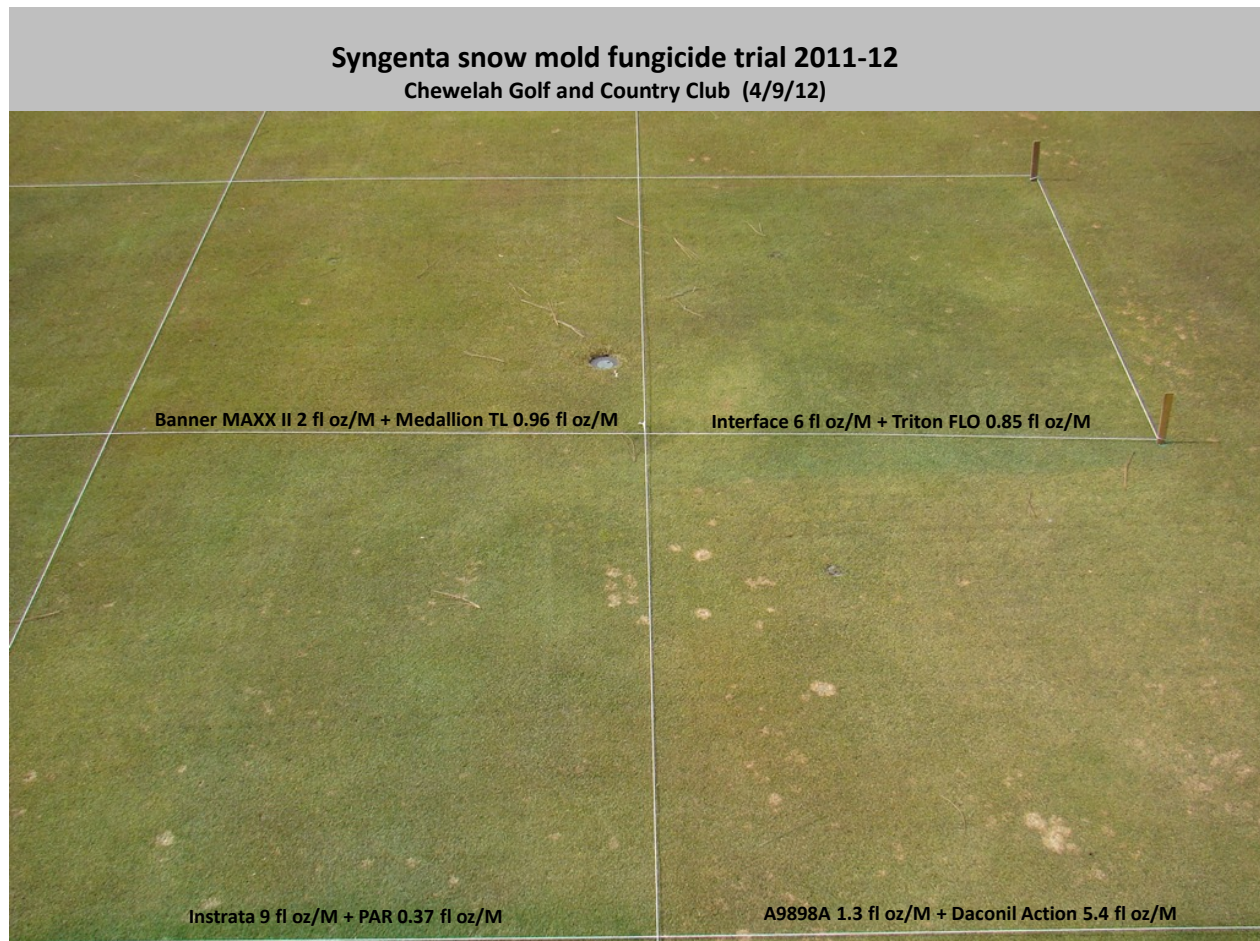 Syngenta snow mold fungicide trial 2011-12
Chewelah Golf and Country Club  (4/9/12)
Banner MAXX II 2 fl oz/M + Medallion TL 0.96 fl oz/M
Interface 6 fl oz/M + Triton FLO 0.85 fl oz/M
Instrata 9 fl oz/M + PAR 0.37 fl oz/M
A9898A 1.3 fl oz/M + Daconil Action 5.4 fl oz/M